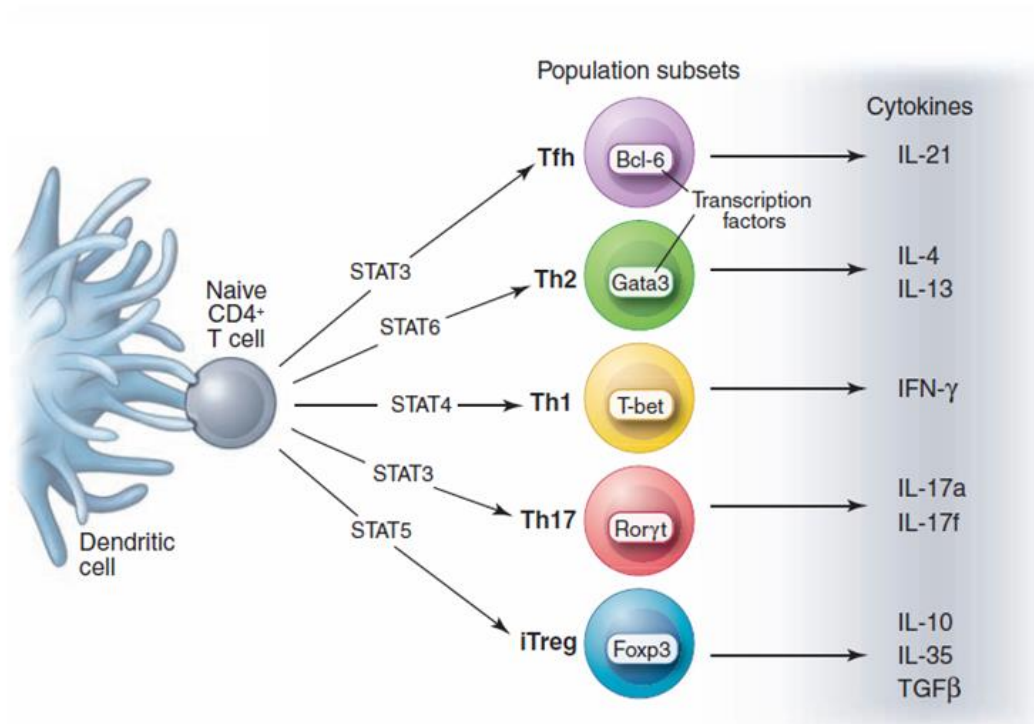 Population subsets
Cytokines
Tfh
Bcl-6
IL-21
Transcription
factors
STAT3
Naive
CD4+
T cell
STAT6
Th2
Gata3
IL-4
IL-13
STAT4
Th1
T-bet
IFN-γ
STAT3
Th17
Rorγt
IL-17a
IL-17f
Dendritic
cell
STAT5
iTreg
Foxp3
IL-10
IL-35
TGFβ